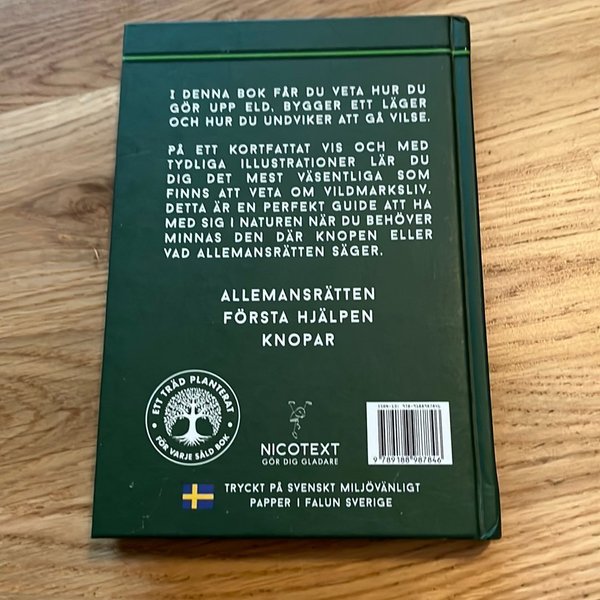 I DENNA BOK FÅR DU VETA HUR DU
GÖR UPP ELD, BYGGER ETT LÄGER
OCH HUR DU UNDVIKER ATT GÅ VILSE.
PÅ ETT KORTFATTAT VIS OCH MED
TYDLIGA ILLUSTRATIONER LÄR DU
DIG DET MEST VÄSENTLIGA SOM
FINNS ATT VETA OM VILDMARKSLIV.
DETTA ÄR EN PERFEKT GUIDE ATT HA
MED SIG I NATUREN NÄR DU BEHÖVER
MINNAS DEN DÄR KNOPEN ELLER
VAD ALLEMANSRÄTTEN SÄGER.
ALLEMANSRÄTTEN
FÖRSTA HJÄLPEN
KNOPAR
ETT TRÄD PLANTERAT
FÖR VARJE SÅLD BOK
NICOTEXT
GÖR DIG GLADARE
9 789188 987846
TRYCKT PÅ SVENSKT MILJÖVÄNLIGT
PAPPER I FALUN SVERIGE